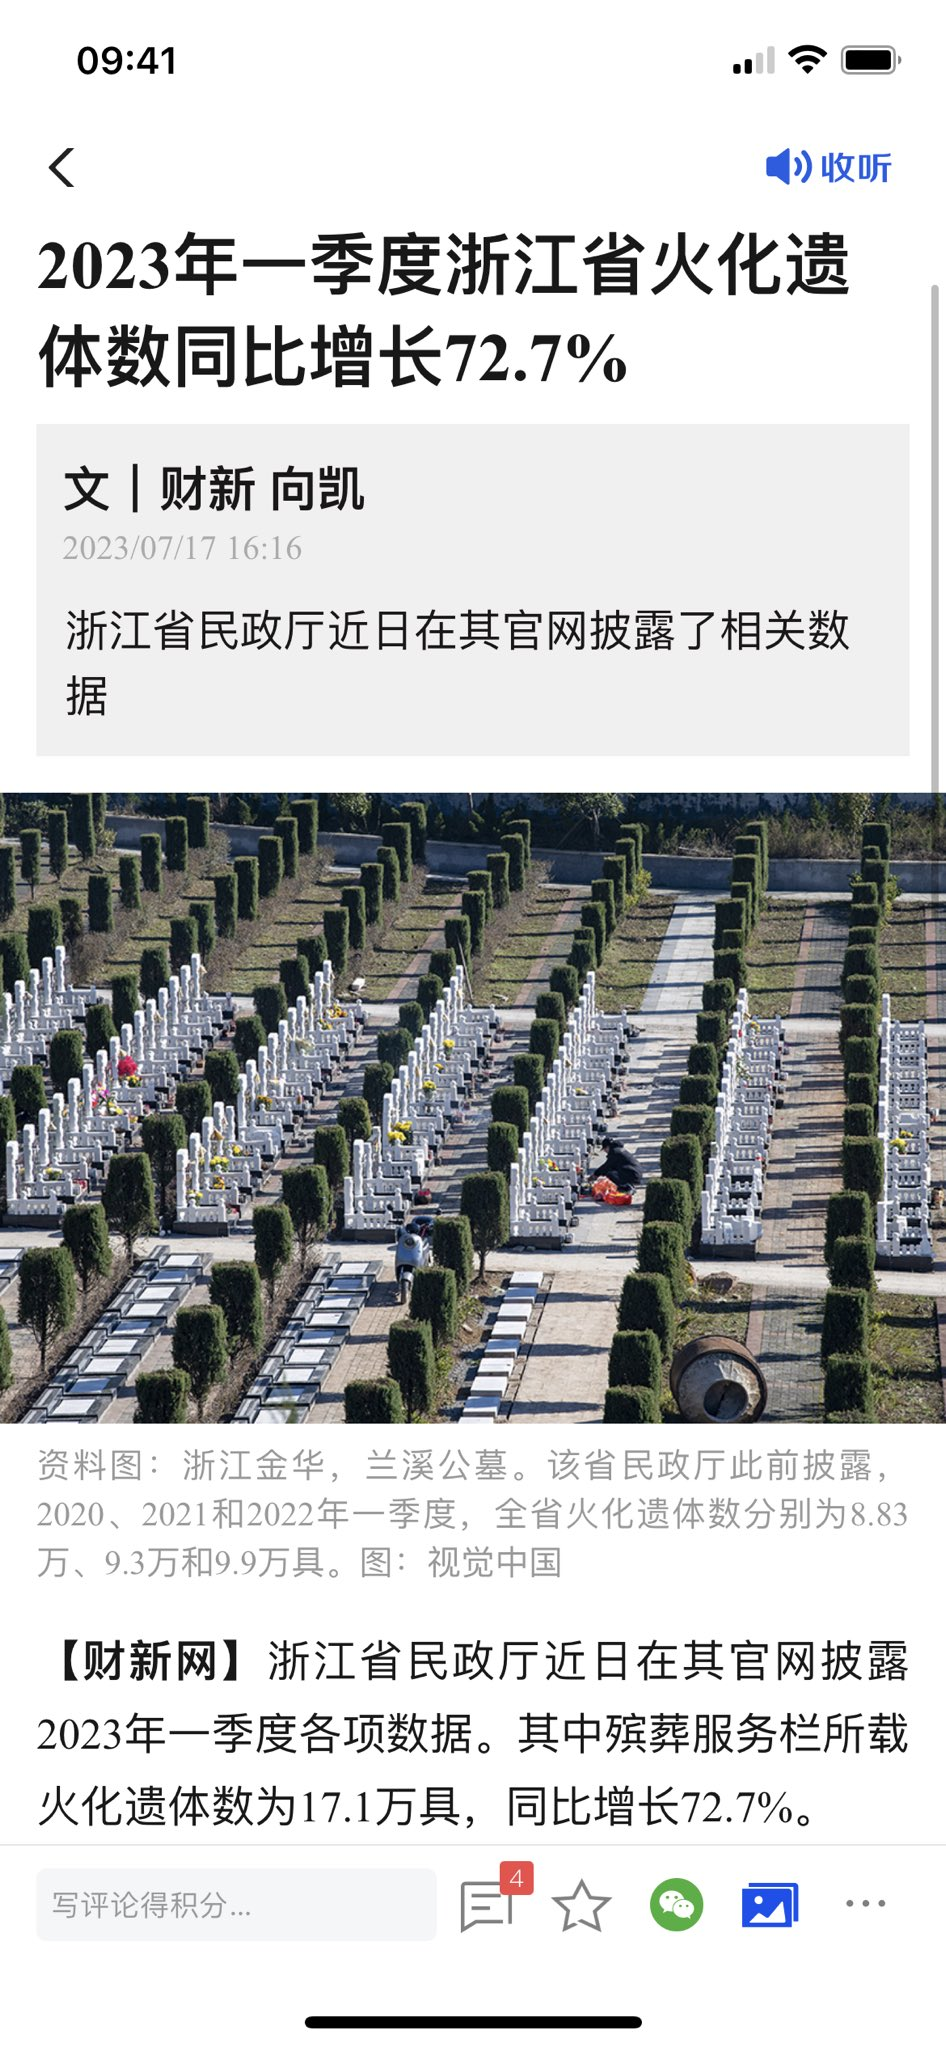 09:41
收听
2023年一季度浙江省火化遗
体数同比增长72.7%
文｜财新 向凯
2023/07/17 16:16
浙江省民政厅近日在其官网披露了相关数
据
资料图：浙江金华，兰溪公墓。该省民政厅此前披露，
2020、2021和2022年一季度，全省火化遗体数分别为8.83
万、9.3万和9.9万具。图：视觉中国
【财新网】浙江省民政厅近日在其官网披露
2023年一季度各项数据。其中殡葬服务栏所载
火化遗体数为17.1万具，同比增长72.7%。
写评论得积分...
4